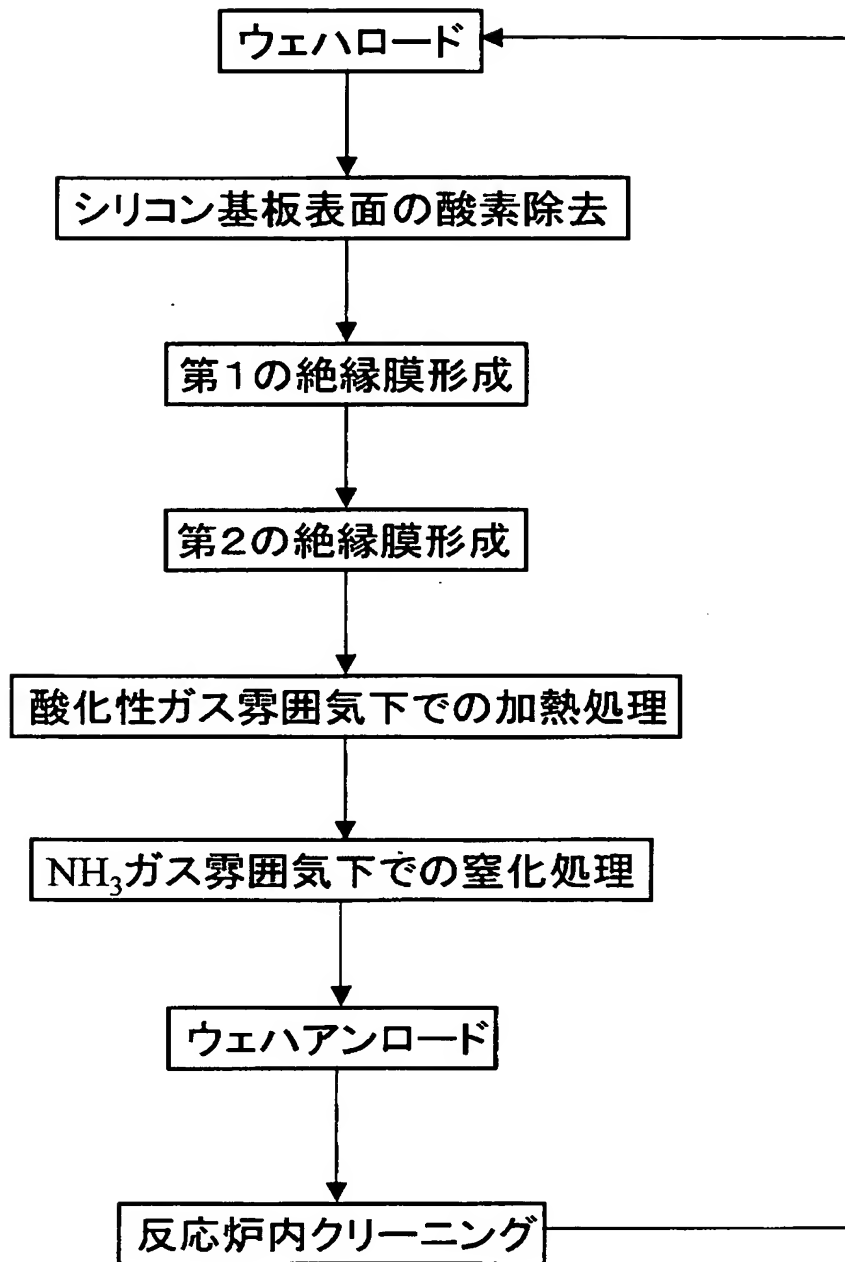 ウェハロード
シリコン基板表面の酸素除去
第1の絶縁膜形成
第2の絶縁膜形成
酸化性ガス雰囲気下での加熱処理
NH₃ガス雰囲気下での窒化処理
ウェハアンロード
反応炉内クリーニング